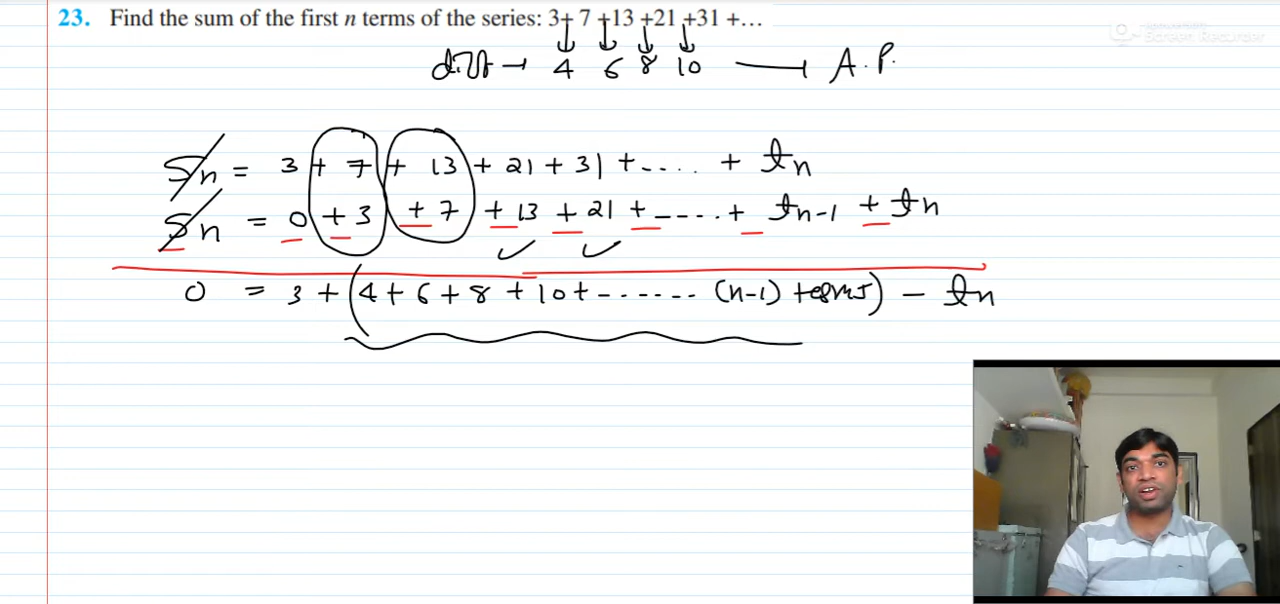 23. Find the sum of the first n terms of the series: 3+ 7 +13 +21 +31 +…
diff → 4 6 8 10 → A.P.
Sn = 3 + 7 + 13 + 21 + 31 + .... + tn
Sn = 0 + 3 + 7 + 13 + 21 + ---- + tn-1 + tn
0 = 3 + (4 + 6 + 8 + 10 + ------ (n-1) terms) - tn
Screen Recorder